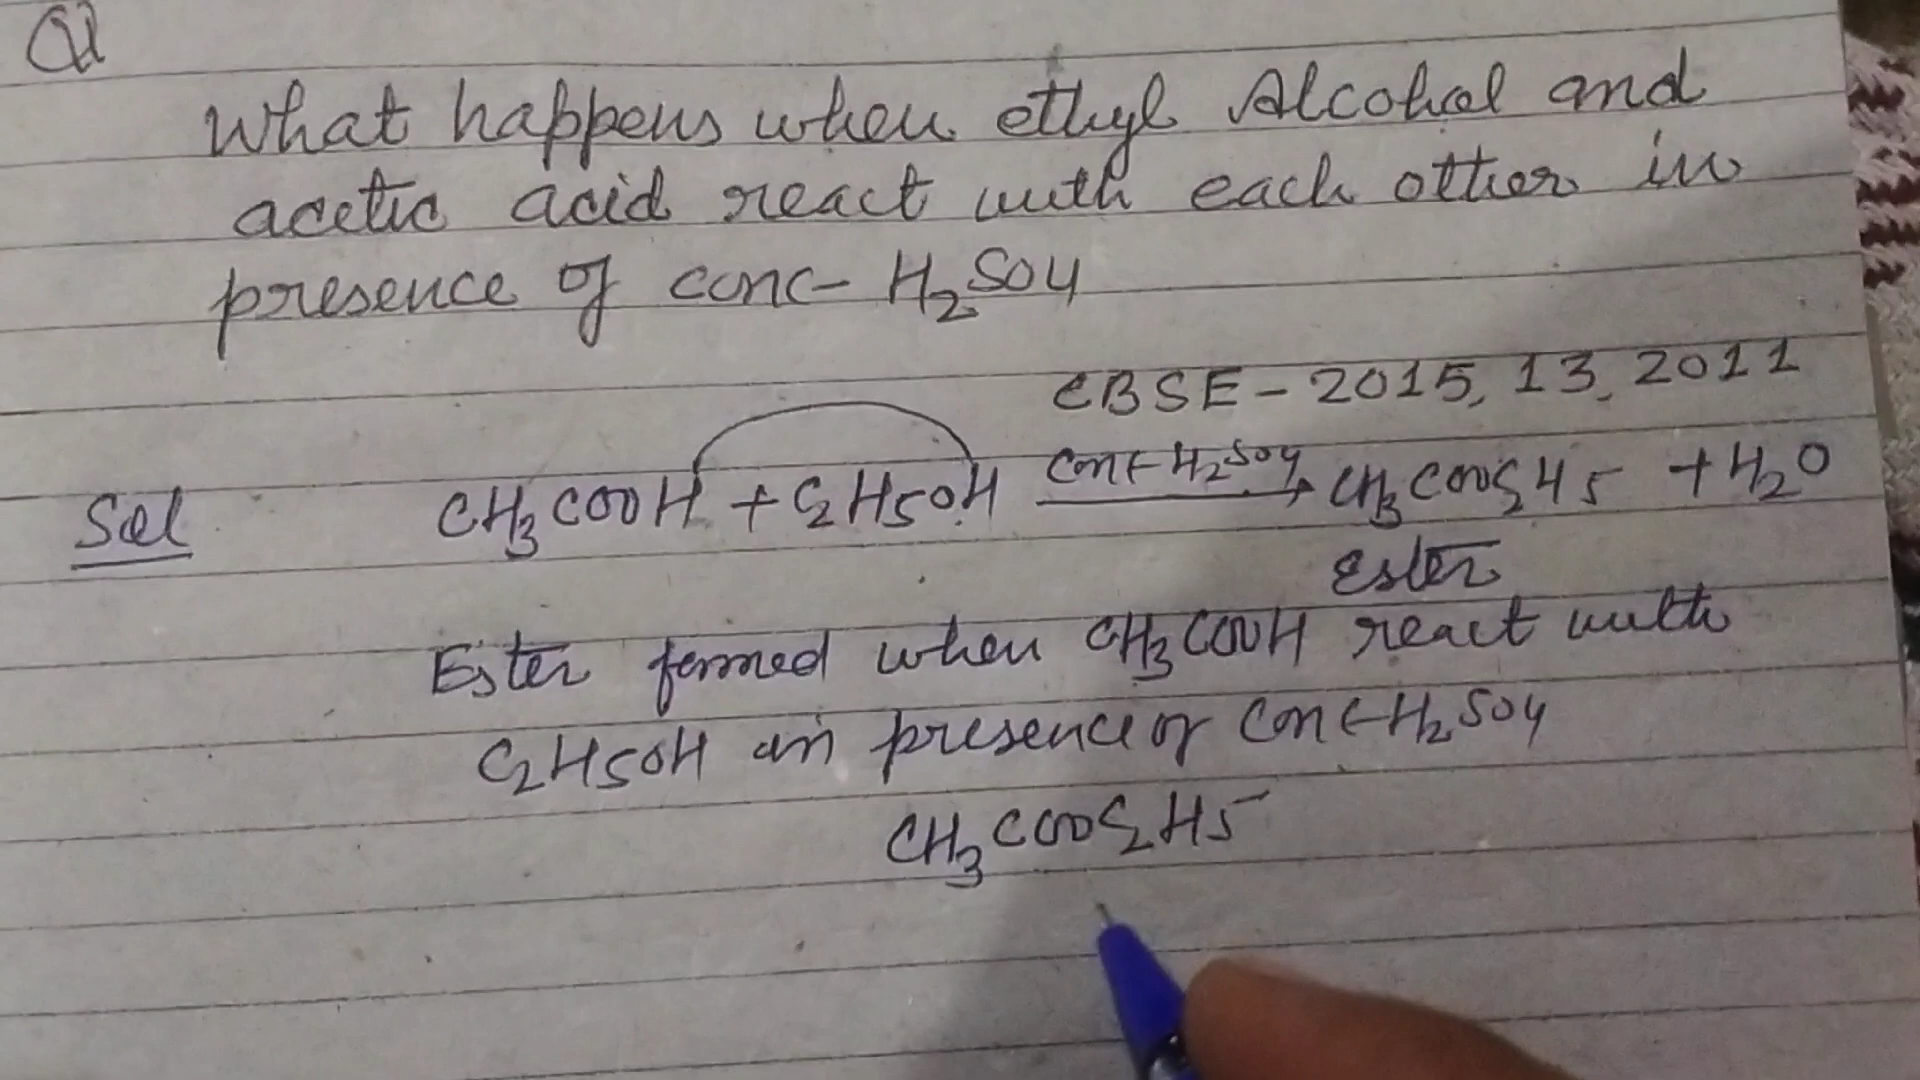 Q1
What happens when ethyl Alcohol and
acetic acid react with each other in
presence of conc- H2SO4
CBSE - 2015, 13, 2011
Sol CH3COOH + C2H5OH conc H2SO4 → CH3COOC2H5 + H2O
Ester
Ester formed when CH3COOH react with
C2H5OH in presence of conc H2SO4
CH3COOC2H5